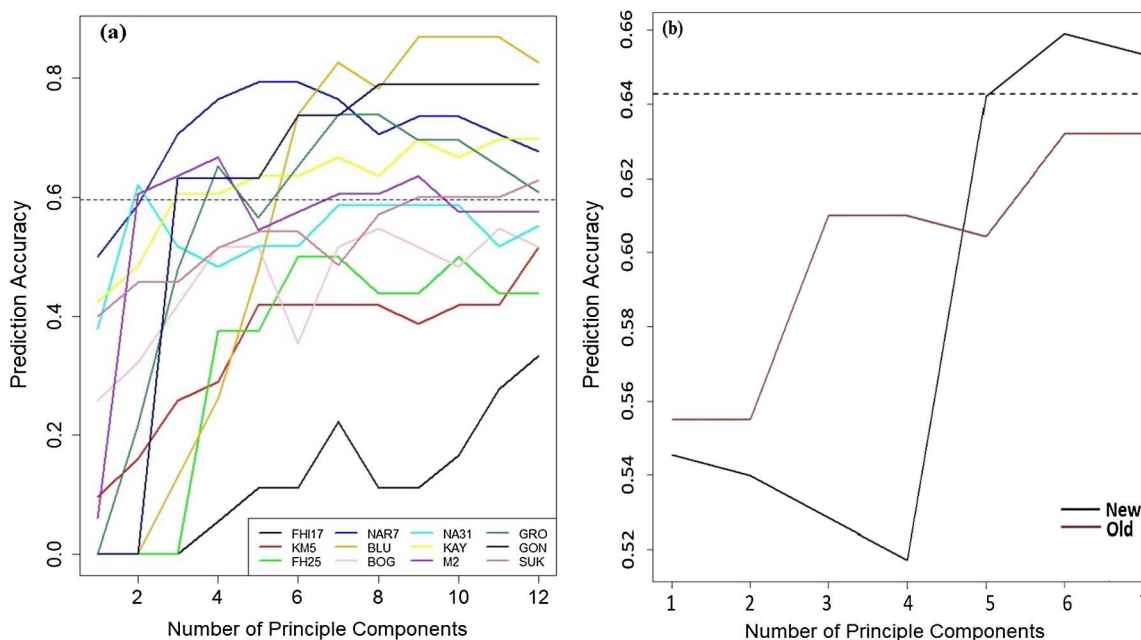 (a)
Prediction Accuracy
0.8
0.6
0.4
0.2
0.0
2
4
6
8
10
12
Number of Principle Components
FHI17 NAR7 NA31 GRO
KM5 BLU KAY GON
FH25 BOG M2 SUK
(b)
Prediction Accuracy
0.66
0.64
0.62
0.60
0.58
0.56
0.54
0.52
1
2
3
4
5
6
Number of Principle Components
New
Old